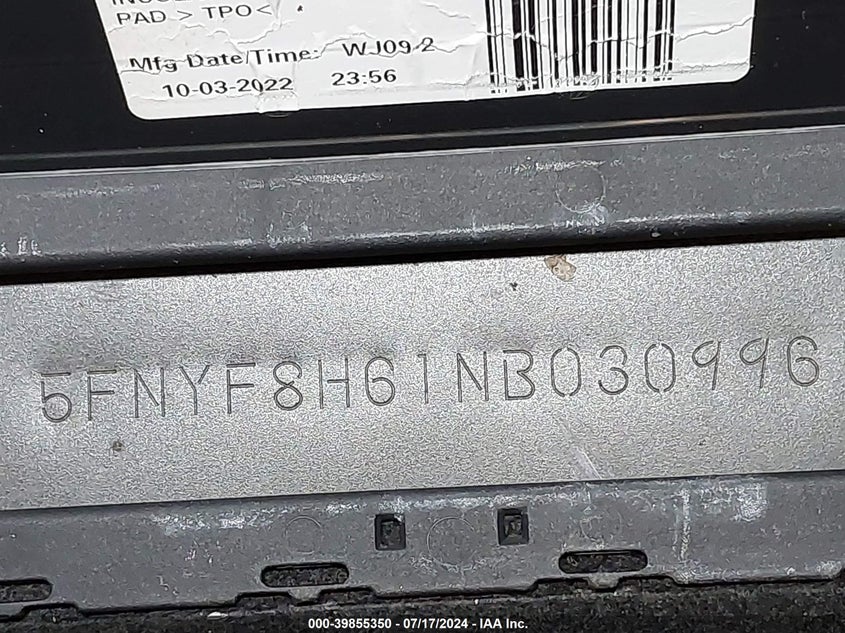 PAD > TPO <
Mfg Date/Time: WJ09 2
10-03-2022 23:56
5FNYF8H61NB030996
000-39855350 - 07/17/2024 - IAA Inc.